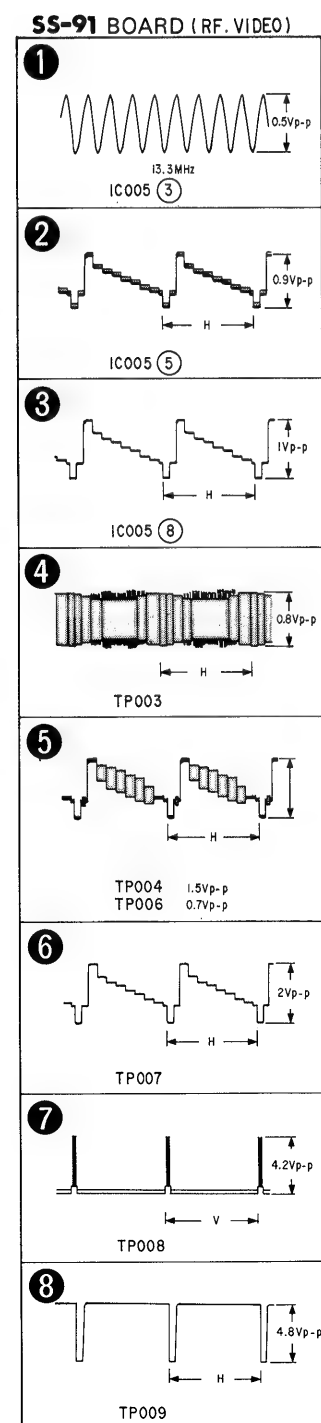 SS-91 BOARD (RF. VIDEO)
1
0.5Vp-p
13.3MHz
IC005 3
2
0.9Vp-p
H
IC005 5
3
1Vp-p
H
IC005 8
4
0.8Vp-p
H
TP003
5
H
TP004 1.5Vp-p
TP006 0.7Vp-p
6
2Vp-p
H
TP007
7
4.2Vp-p
V
TP008
8
4.8Vp-p
H
TP009